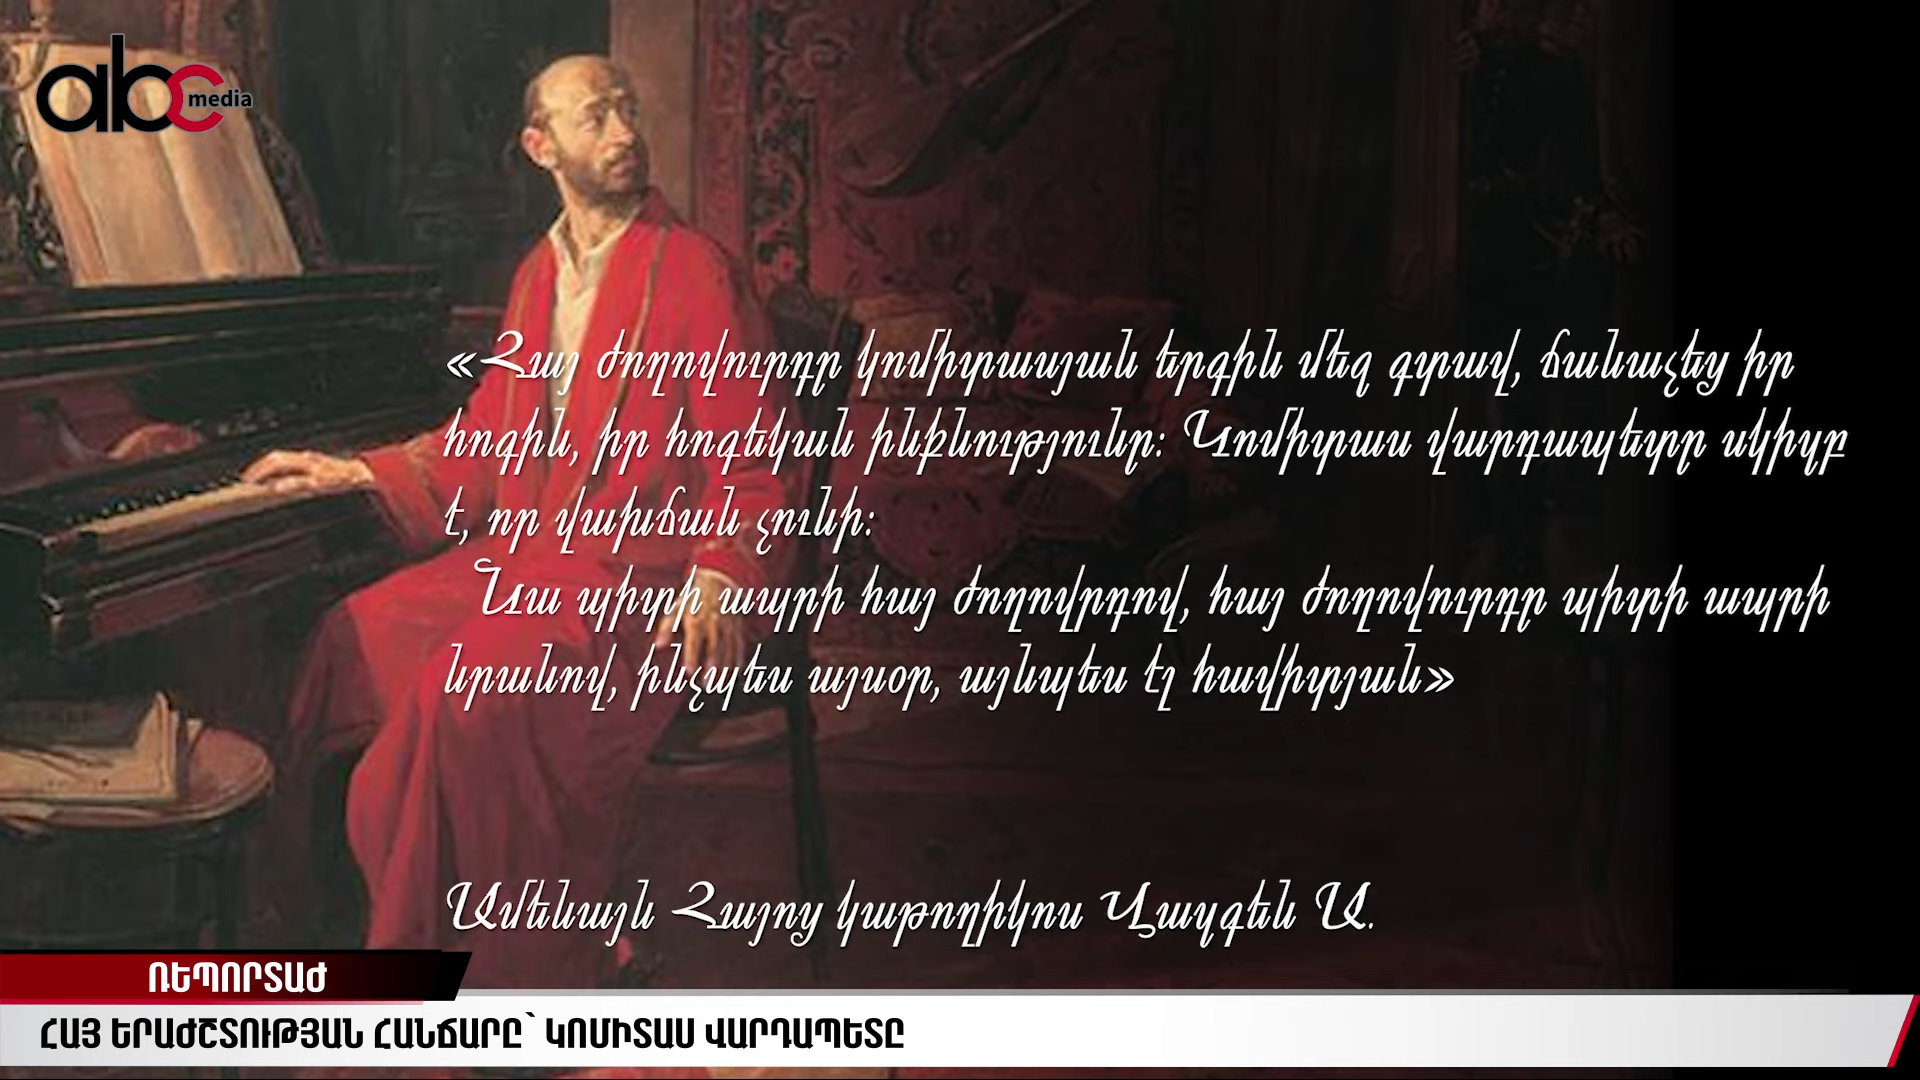 abc media
«Հայ ժողովուրդը կոմիտասյան երգին մեզ գտավ, ճանաչեց իր
հոգին, իր հոգեկան ինքնությունը: Կոմիտաս վարդապետը սկիզբ
է, որ վախճան չունի:
Նա պիտի ապրի հայ ժողովրդով, հայ ժողովուրդը պիտի ապրի
նրանով, ինչպես այսօր, այնպես էլ հավիտյան»
Ամենայն Հայոց կաթողիկոս Վազգեն Ա.
ՌԵՊՈՐՏԱԺ
ՀԱՅ ԵՐԱԺՇՏՈՒԹՅԱՆ ՀԱՆՃԱՐԸ՝ ԿՈՄԻՏԱՍ ՎԱՐԴԱՊԵՏԸ